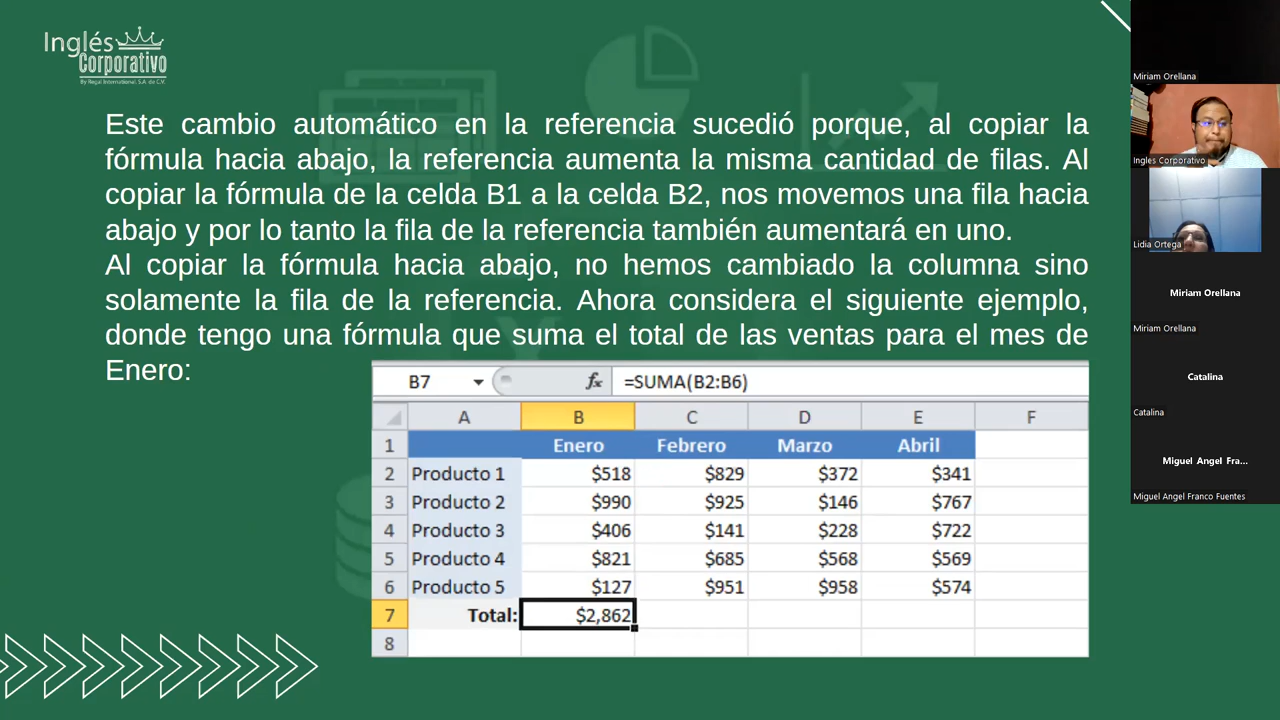 Inglés
Corporativo
By Regal International, S.A. de C.V.
Este cambio automático en la referencia sucedió porque, al copiar la
fórmula hacia abajo, la referencia aumenta la misma cantidad de filas. Al
copiar la fórmula de la celda B1 a la celda B2, nos movemos una fila hacia
abajo y por lo tanto la fila de la referencia también aumentará en uno.
Al copiar la fórmula hacia abajo, no hemos cambiado la columna sino
solamente la fila de la referencia. Ahora considera el siguiente ejemplo,
donde tengo una fórmula que suma el total de las ventas para el mes de
Enero:
B7 fx =SUMA(B2:B6)
A B C D E F
1 Enero Febrero Marzo Abril
2 Producto 1 $518 $829 $372 $341
3 Producto 2 $990 $925 $146 $767
4 Producto 3 $406 $141 $228 $722
5 Producto 4 $821 $685 $568 $569
6 Producto 5 $127 $951 $958 $574
7 Total: $2,862
8
Miriam Orellana
Ingles Corporativo
Lidia Ortega
Miriam Orellana
Miriam Orellana
Catalina
Catalina
Miguel Angel Fra...
Miguel Angel Franco Fuentes